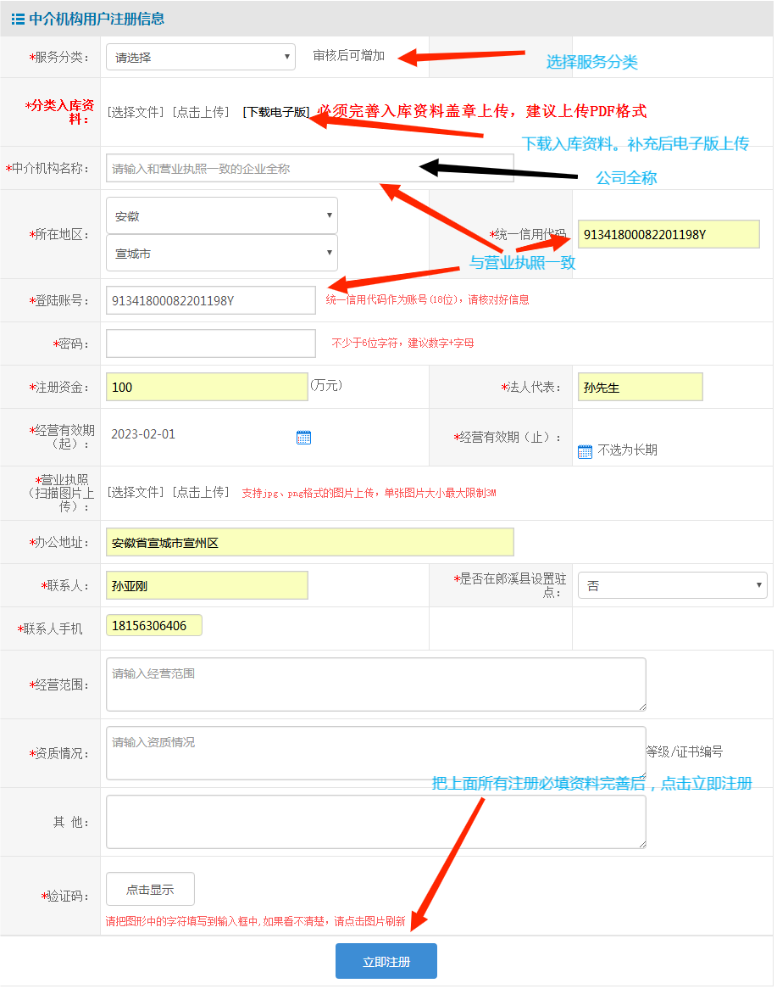 中介机构用户注册信息
*服务分类： 请选择 审核后可增加
选择服务分类
*分类入库资料： [选择文件] [点击上传] [下载电子版] 必须完善入库资料盖章上传，建议上传PDF格式
下载入库资料。补充后电子版上传
*中介机构名称： 请输入和营业执照一致的企业全称
公司全称
*所在地区： 安徽
宣城市
*统一信用代码 91341800082201198Y
与营业执照一致
*登陆账号： 91341800082201198Y 统一信用代码作为账号(18位)，请核对好信息
*密码： 不少于6位字符，建议数字+字母
*注册资金： 100 (万元) *法人代表： 孙先生
*经营有效期（起）： 2023-02-01 *经营有效期（止）： 不选为长期
*营业执照（扫描图片上传）： [选择文件] [点击上传] 支持jpg、png格式的图片上传，单张图片大小最大限制3M
*办公地址： 安徽省宣城市宣州区
*联系人： 孙亚刚 *是否在郎溪县设置驻点： 否
*联系人手机 18156306406
*经营范围： 请输入经营范围
*资质情况： 请输入资质情况 等级/证书编号
把上面所有注册必填资料完善后，点击立即注册
其 他：
*验证码： 点击显示
请把图形中的字符填写到输入框中,如果看不清楚，请点击图片刷新
立即注册